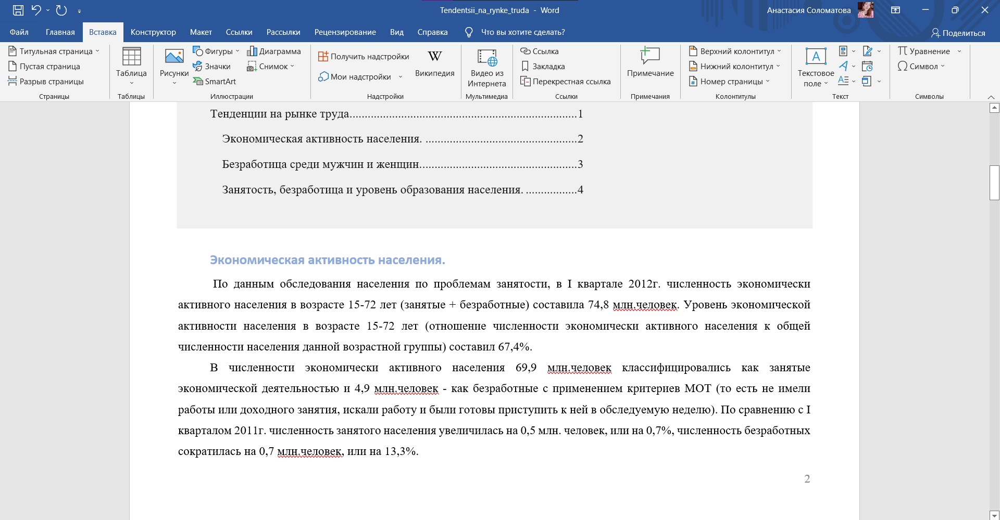 Tendentsii_na_rynke_truda - Word
Анастасия Соломатова
Файл Главная Вставка Конструктор Макет Ссылки Рассылки Рецензирование Вид Справка Что вы хотите сделать? Поделиться
Титульная страница
Пустая страница
Разрыв страницы
Страницы
Таблица
Таблицы
Рисунки
Фигуры
Значки
SmartArt
Диаграмма
Снимок
Иллюстрации
Получить надстройки
Мои надстройки
W
Википедия
Надстройки
Видео из
Интернета
Мультимедиа
Ссылка
Закладка
Перекрестная ссылка
Ссылки
Примечание
Примечания
Верхний колонтитул
Нижний колонтитул
Номер страницы
Колонтитулы
Текстовое
поле
Текст
Уравнение
Символ
Символы
Тенденции на рынке труда..........................................................................1
Экономическая активность населения. .................................................2
Безработица среди мужчин и женщин...................................................3
Занятость, безработица и уровень образования населения. .................4
Экономическая активность населения.
По данным обследования населения по проблемам занятости, в I квартале 2012г. численность экономически
активного населения в возрасте 15-72 лет (занятые + безработные) составила 74,8 млн.человек. Уровень экономической
активности населения в возрасте 15-72 лет (отношение численности экономически активного населения к общей
численности населения данной возрастной группы) составил 67,4%.
В численности экономически активного населения 69,9 млн.человек классифицировались как занятые
экономической деятельностью и 4,9 млн.человек - как безработные с применением критериев МОТ (то есть не имели
работы или доходного занятия, искали работу и были готовы приступить к ней в обследуемую неделю). По сравнению с I
кварталом 2011г. численность занятого населения увеличилась на 0,5 млн. человек, или на 0,7%, численность безработных
сократилась на 0,7 млн.человек, или на 13,3%.
2